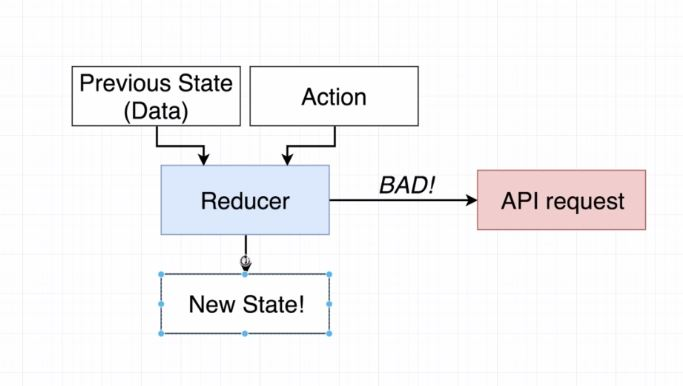 Previous State
(Data)
Action
Reducer
BAD!
API request
New State!